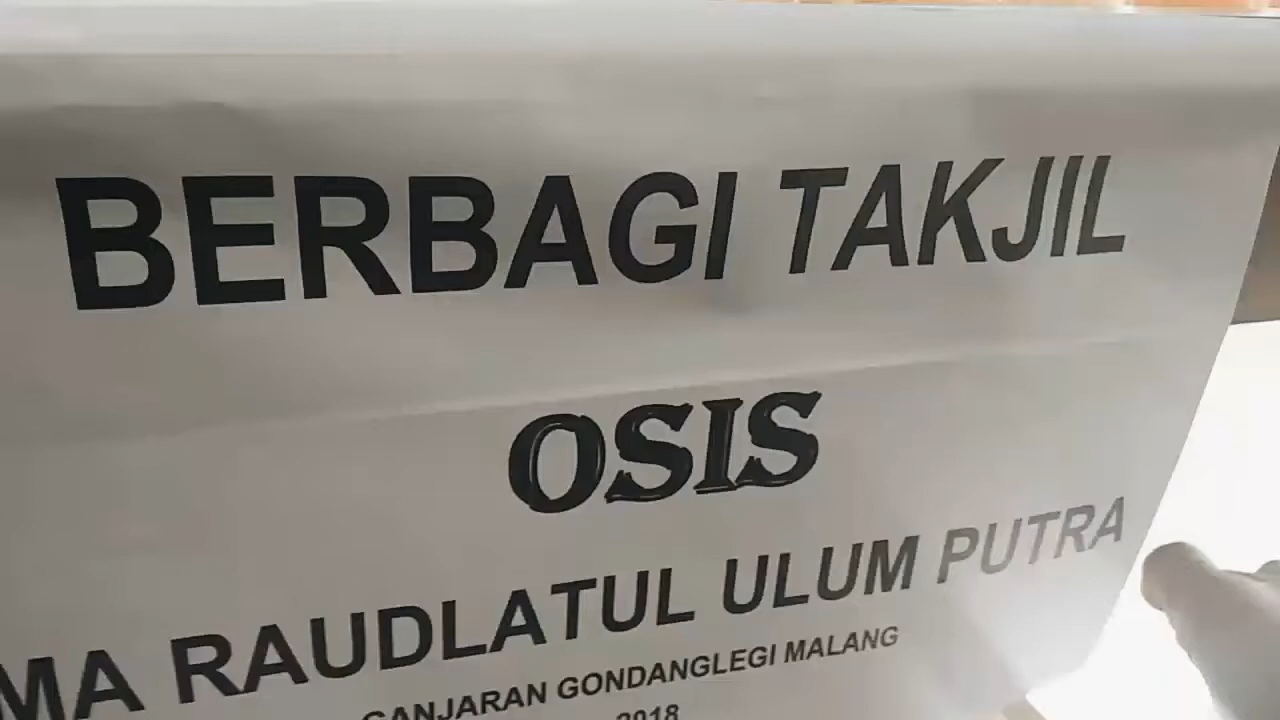 BERBAGI TAKJIL
OSIS
MA RAUDLATUL ULUM PUTRA
GANJARAN GONDANGLEGI MALANG
2018